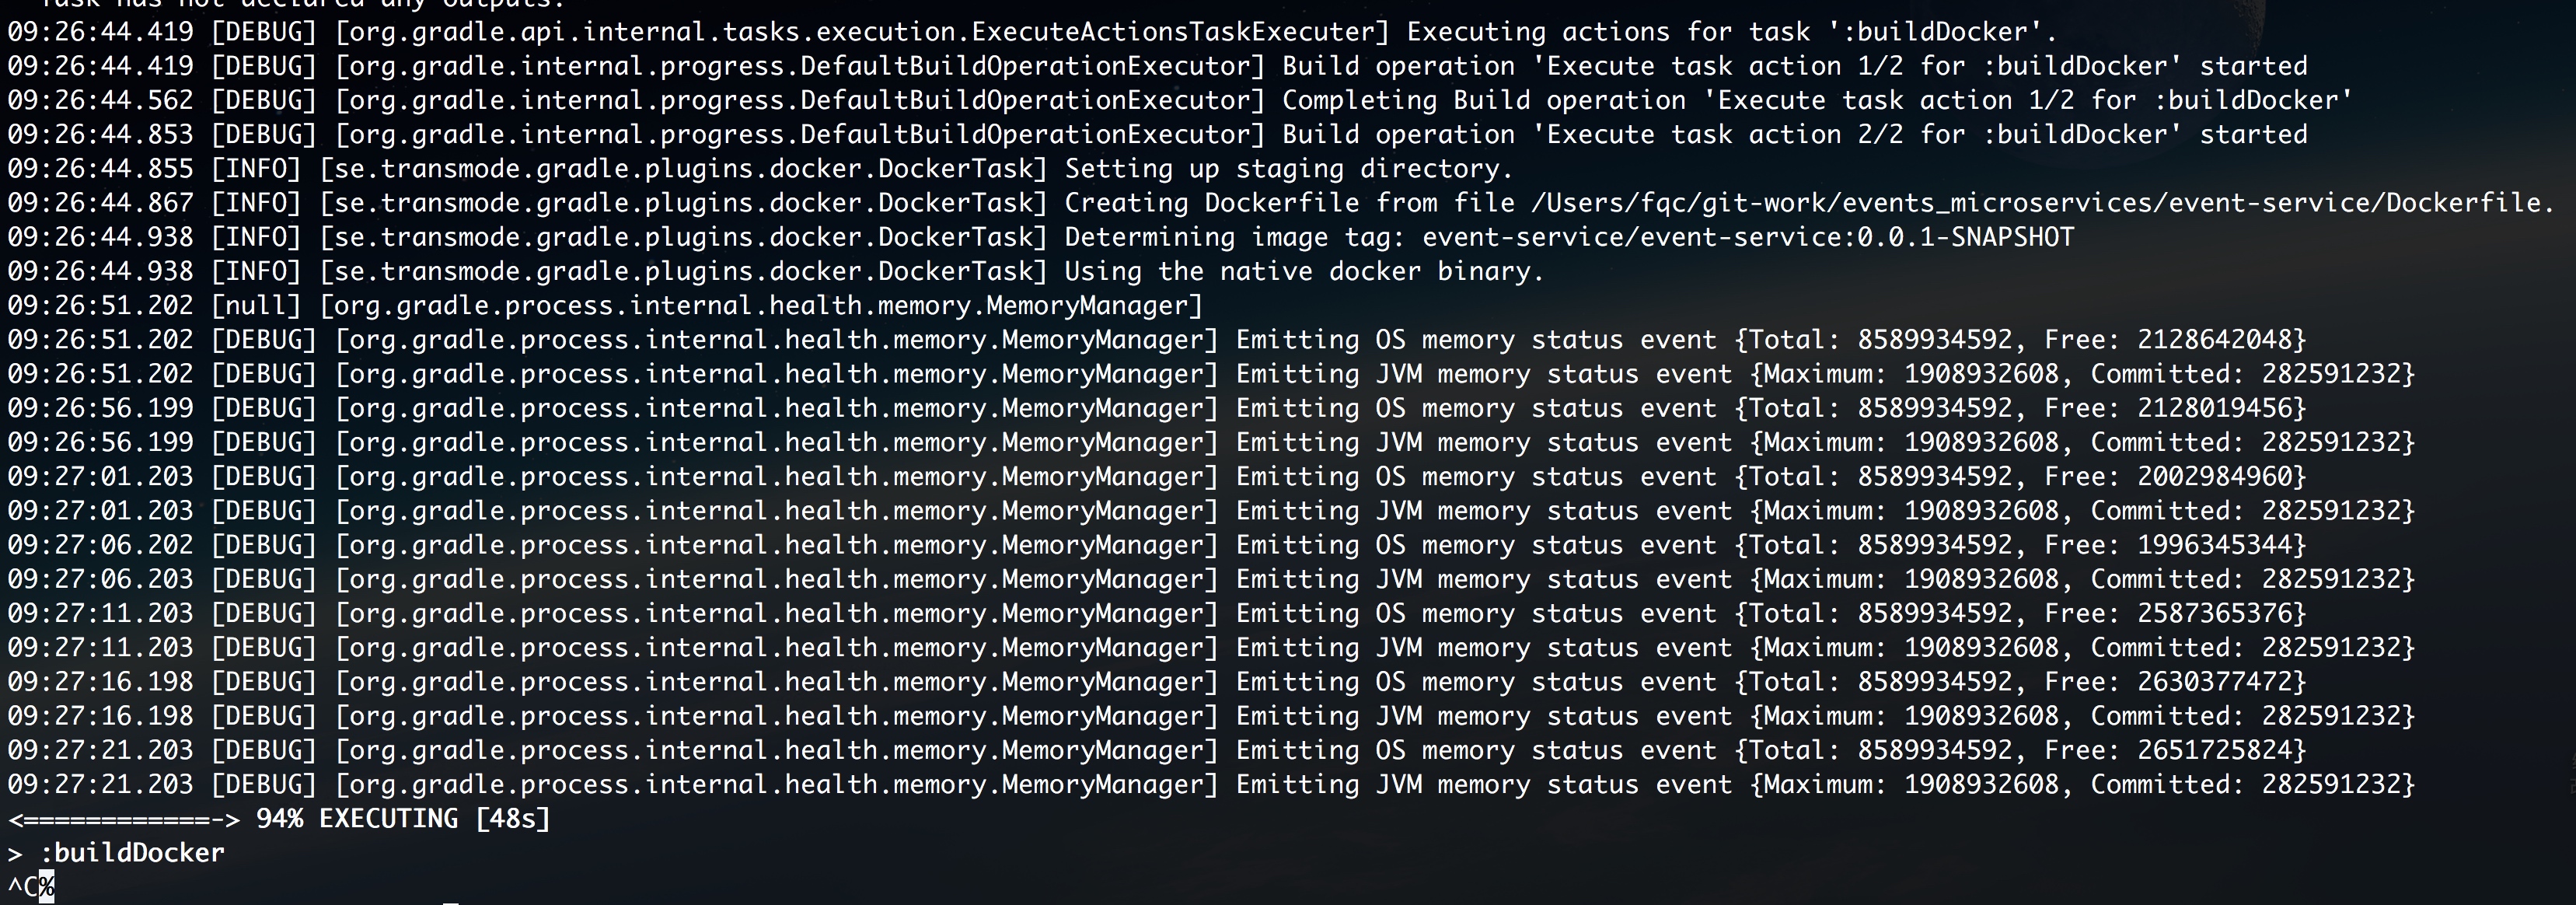 Task has not declared any outputs.
09:26:44.419 [DEBUG] [org.gradle.api.internal.tasks.execution.ExecuteActionsTaskExecuter] Executing actions for task ':buildDocker'.
09:26:44.419 [DEBUG] [org.gradle.internal.progress.DefaultBuildOperationExecutor] Build operation 'Execute task action 1/2 for :buildDocker' started
09:26:44.562 [DEBUG] [org.gradle.internal.progress.DefaultBuildOperationExecutor] Completing Build operation 'Execute task action 1/2 for :buildDocker'
09:26:44.853 [DEBUG] [org.gradle.internal.progress.DefaultBuildOperationExecutor] Build operation 'Execute task action 2/2 for :buildDocker' started
09:26:44.855 [INFO] [se.transmode.gradle.plugins.docker.DockerTask] Setting up staging directory.
09:26:44.867 [INFO] [se.transmode.gradle.plugins.docker.DockerTask] Creating Dockerfile from file /Users/fqc/git-work/events_microservices/event-service/Dockerfile.
09:26:44.938 [INFO] [se.transmode.gradle.plugins.docker.DockerTask] Determining image tag: event-service/event-service:0.0.1-SNAPSHOT
09:26:44.938 [INFO] [se.transmode.gradle.plugins.docker.DockerTask] Using the native docker binary.
09:26:51.202 [null] [org.gradle.process.internal.health.memory.MemoryManager]
09:26:51.202 [DEBUG] [org.gradle.process.internal.health.memory.MemoryManager] Emitting OS memory status event {Total: 8589934592, Free: 2128642048}
09:26:51.202 [DEBUG] [org.gradle.process.internal.health.memory.MemoryManager] Emitting JVM memory status event {Maximum: 1908932608, Committed: 282591232}
09:26:56.199 [DEBUG] [org.gradle.process.internal.health.memory.MemoryManager] Emitting OS memory status event {Total: 8589934592, Free: 2128019456}
09:26:56.199 [DEBUG] [org.gradle.process.internal.health.memory.MemoryManager] Emitting JVM memory status event {Maximum: 1908932608, Committed: 282591232}
09:27:01.203 [DEBUG] [org.gradle.process.internal.health.memory.MemoryManager] Emitting OS memory status event {Total: 8589934592, Free: 2002984960}
09:27:01.203 [DEBUG] [org.gradle.process.internal.health.memory.MemoryManager] Emitting JVM memory status event {Maximum: 1908932608, Committed: 282591232}
09:27:06.202 [DEBUG] [org.gradle.process.internal.health.memory.MemoryManager] Emitting OS memory status event {Total: 8589934592, Free: 1996345344}
09:27:06.203 [DEBUG] [org.gradle.process.internal.health.memory.MemoryManager] Emitting JVM memory status event {Maximum: 1908932608, Committed: 282591232}
09:27:11.203 [DEBUG] [org.gradle.process.internal.health.memory.MemoryManager] Emitting OS memory status event {Total: 8589934592, Free: 2587365376}
09:27:11.203 [DEBUG] [org.gradle.process.internal.health.memory.MemoryManager] Emitting JVM memory status event {Maximum: 1908932608, Committed: 282591232}
09:27:16.198 [DEBUG] [org.gradle.process.internal.health.memory.MemoryManager] Emitting OS memory status event {Total: 8589934592, Free: 2630377472}
09:27:16.198 [DEBUG] [org.gradle.process.internal.health.memory.MemoryManager] Emitting JVM memory status event {Maximum: 1908932608, Committed: 282591232}
09:27:21.203 [DEBUG] [org.gradle.process.internal.health.memory.MemoryManager] Emitting OS memory status event {Total: 8589934592, Free: 2651725824}
09:27:21.203 [DEBUG] [org.gradle.process.internal.health.memory.MemoryManager] Emitting JVM memory status event {Maximum: 1908932608, Committed: 282591232}
<============-> 94% EXECUTING [48s]
> :buildDocker
^C%